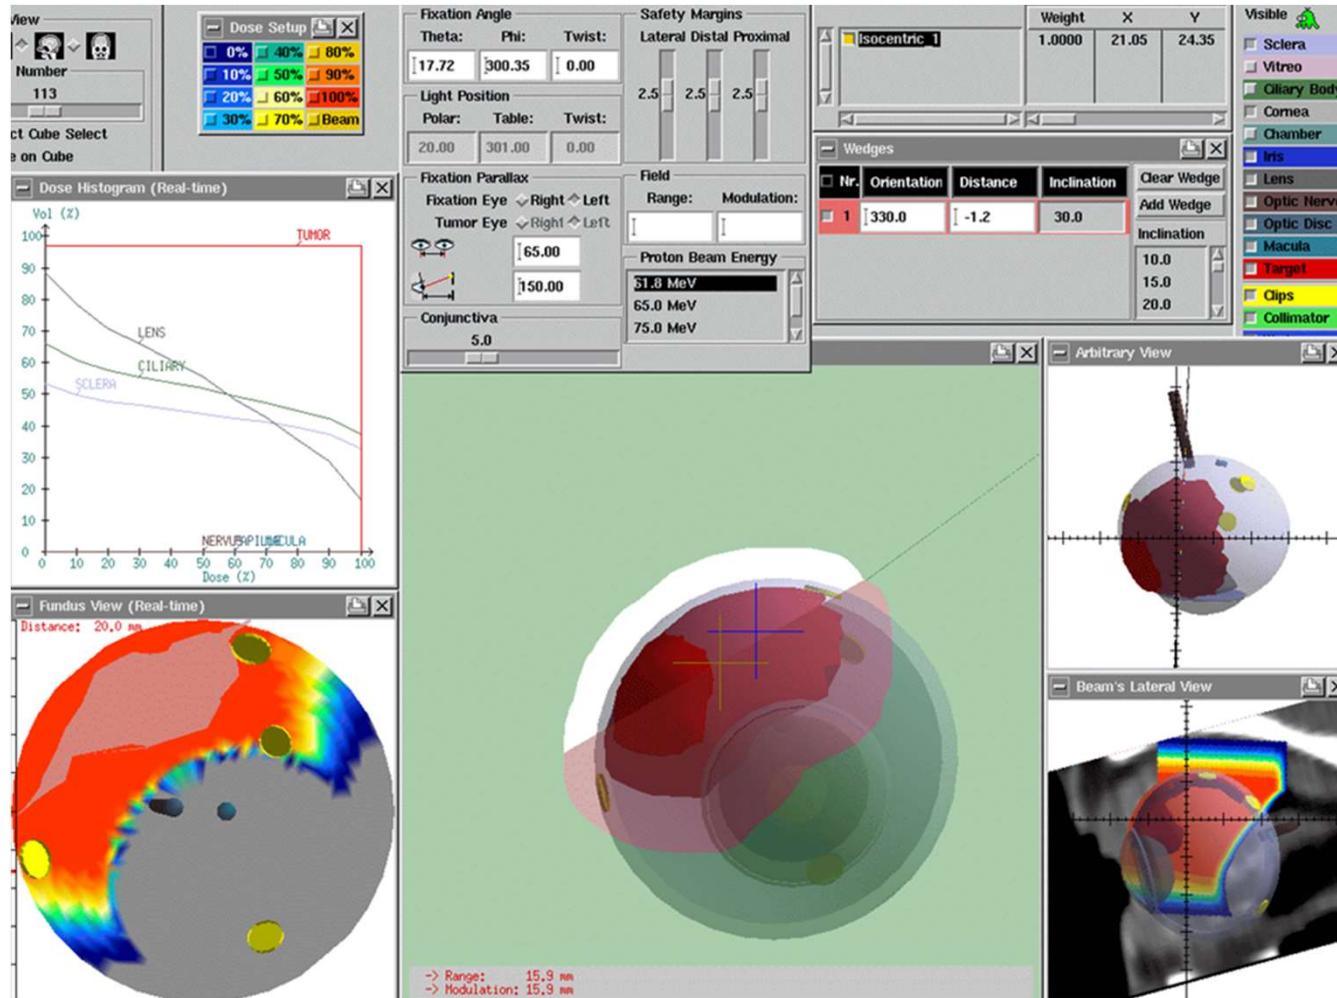 View
Number
113
ct Cube Select
e on Cube
Dose Setup
0% 40% 80%
10% 50% 90%
20% 60% 100%
30% 70% Beam
Fixation Angle
Theta: Phi: Twist:
17.72 300.35 0.00
Light Position
Polar: Table: Twist:
20.00 301.00 0.00
Fixation Parallax
Fixation Eye Right Left
Tumor Eye Right Left
65.00
150.00
Conjunctiva
5.0
Safety Margins
Lateral Distal Proximal
2.5 2.5 2.5
Field
Range: Modulation:
Proton Beam Energy
61.8 MeV
65.0 MeV
75.0 MeV
Isocentric 1
Weight X Y
1.0000 21.05 24.35
Wedges
Nr. Orientation Distance Inclination
1 330.0 -1.2 30.0
Clear Wedge
Add Wedge
Inclination
10.0
15.0
20.0
Visible
Sclera
Vitreo
Ciliary Body
Cornea
Chamber
Iris
Lens
Optic Nerv
Optic Disc
Macula
Target
Clips
Collimator
Dose Histogram (Real-time)
Vol (%)
100
90
80
70
60
50
40
30
20
10
0
TUMOR
LENS
CILIARY
SCLERA
NERVUS PAPILLE MACULA
0 10 20 30 40 50 60 70 80 90 100
Dose (%)
Fundus View (Real-time)
Distance: 20.0 mm
-> Range: 15.9 mm
-> Modulation: 15.9 mm
Arbitrary View
Beam's Lateral View